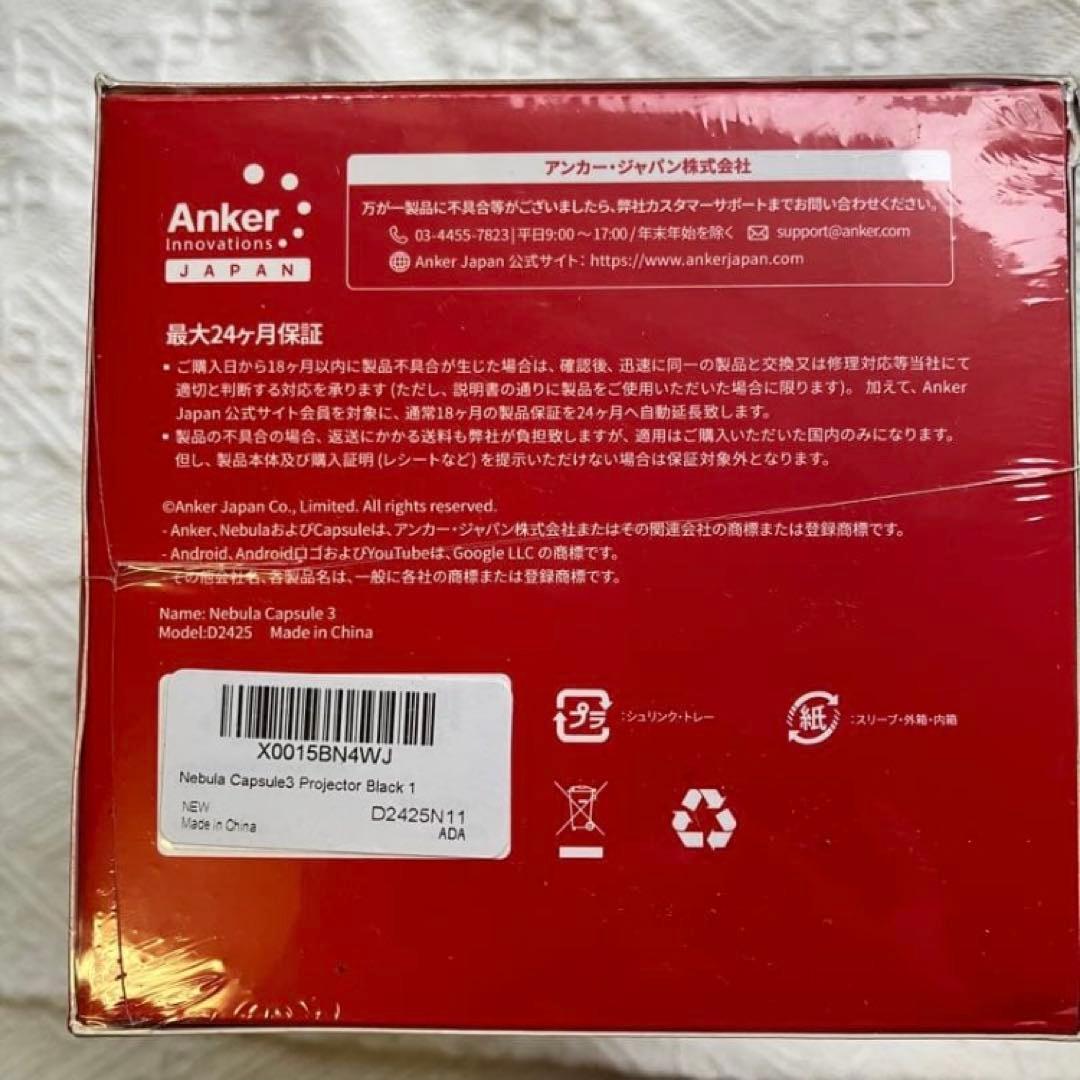 Anker
Innovations
JAPAN
アンカー・ジャパン株式会社
万が一製品に不具合等がございましたら、弊社カスタマーサポートまでお問い合わせください。
03-4455-7823|平日9:00～17:00/年末年始を除く support@anker.com
Anker Japan 公式サイト: https://www.ankerjapan.com
最大24ヶ月保証
▪ ご購入日から18ヶ月以内に製品不具合が生じた場合は、確認後、迅速に同一の製品と交換又は修理対応等当社にて
適切と判断する対応を承ります (ただし、説明書の通りに製品をご使用いただいた場合に限ります)。 加えて、Anker
Japan 公式サイト会員を対象に、通常18ヶ月の製品保証を24ヶ月へ自動延長致します。
▪ 製品の不具合の場合、返送にかかる送料も弊社が負担致しますが、適用はご購入いただいた国内のみになります。
但し、製品本体及び購入証明 (レシートなど) を提示いただけない場合は保証対象外となります。
©Anker Japan Co., Limited. All rights reserved.
- Anker、NebulaおよびCapsuleは、アンカー・ジャパン株式会社またはその関連会社の商標または登録商標です。
- Android、AndroidロゴおよびYouTubeは、Google LLC の商標です。
- その他会社名、各製品名は、一般に各社の商標または登録商標です。
Name: Nebula Capsule 3
Model:D2425 Made in China
X0015BN4WJ
Nebula Capsule3 Projector Black 1
NEW
Made in China
D2425N11
ADA
プラ :シュリンク・トレー
紙 :スリーブ・外箱・内箱